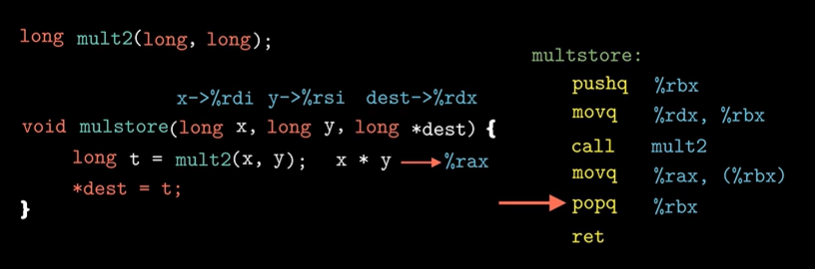 long mult2(long, long);
x->%rdi y->%rsi dest->%rdx
void mulstore(long x, long y, long *dest) {
long t = mult2(x, y); x * y → %rax
*dest = t;
}
multstore:
pushq %rbx
movq %rdx, %rbx
call mult2
movq %rax, (%rbx)
popq %rbx
ret